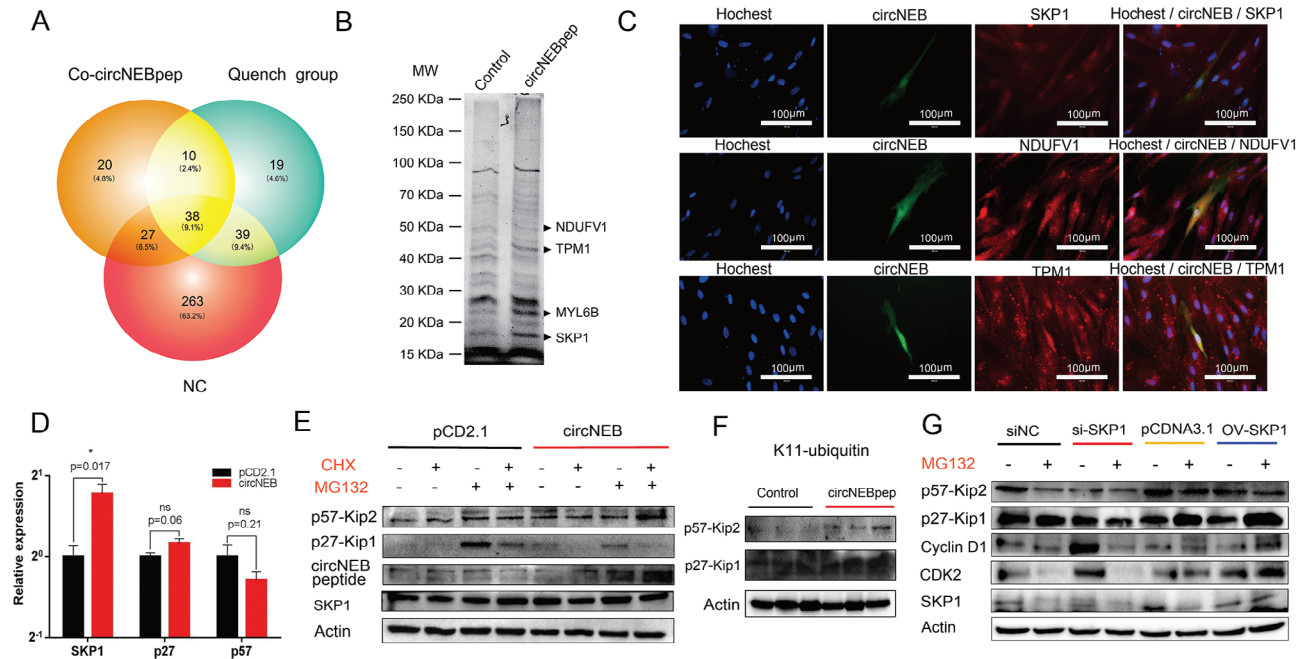 A
Co-circNEBpep
Quench group
20
(4.8%)
10
(2.4%)
19
(4.6%)
38
(9.1%)
27
(6.5%)
39
(9.4%)
263
(63.2%)
NC
B
MW
Control
circNEBpep
250 KDa
150 KDa
100 KDa
70 KDa
50 KDa
40 KDa
30 KDa
20 KDa
15 KDa
NDUFV1
TPM1
MYL6B
SKP1
C
Hochest
circNEB
SKP1
Hochest / circNEB / SKP1
100μm
100μm
100μm
100μm
Hochest
circNEB
NDUFV1
Hochest / circNEB / NDUFV1
100μm
100μm
100μm
100μm
Hochest
circNEB
TPM1
Hochest / circNEB / TPM1
100μm
100μm
100μm
100μm
D
Relative expression
2^1
2^0
2^-1
*
p=0.017
ns
p=0.06
ns
p=0.21
pCD2.1
circNEB
SKP1
p27
p57
E
pCD2.1
circNEB
CHX - + - + - + - +
MG132 - - + + - - + +
p57-Kip2
p27-Kip1
circNEB
peptide
SKP1
Actin
F
K11-ubiquitin
Control
circNEBpep
p57-Kip2
p27-Kip1
Actin
G
siNC
si-SKP1
pCDNA3.1
OV-SKP1
MG132 - + - + - + - +
p57-Kip2
p27-Kip1
Cyclin D1
CDK2
SKP1
Actin